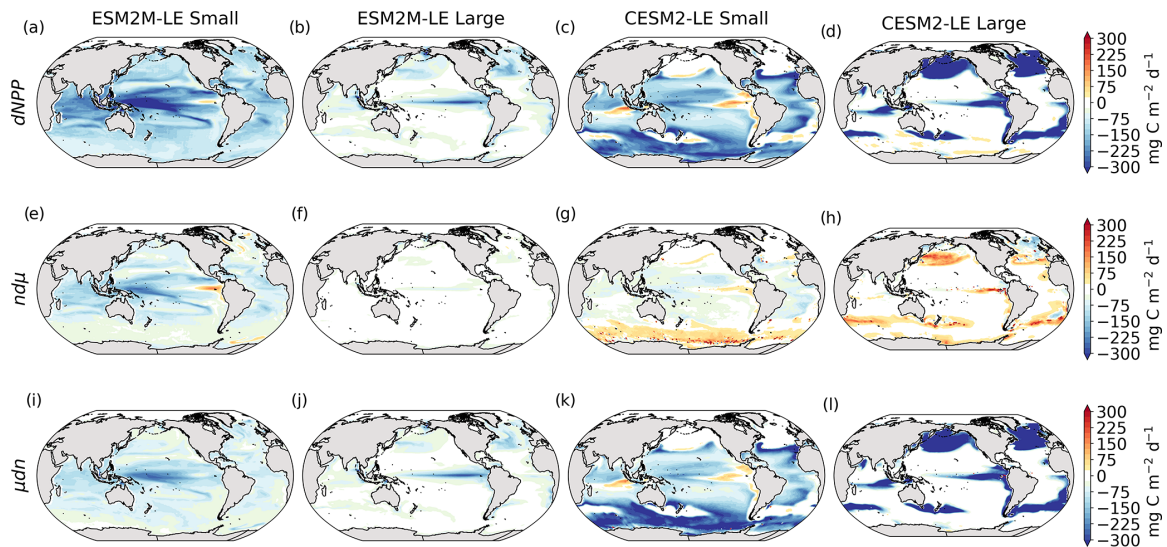 ESM2M-LE Small
ESM2M-LE Large
CESM2-LE Small
CESM2-LE Large
(a)
(b)
(c)
(d)
dNPP
300
225
150
75
0
−75
−150
−225
−300
mg C m⁻² d⁻¹
(e)
(f)
(g)
(h)
ndμ
300
225
150
75
0
−75
−150
−225
−300
mg C m⁻² d⁻¹
(i)
(j)
(k)
(l)
μdn
300
225
150
75
0
−75
−150
−225
−300
mg C m⁻² d⁻¹